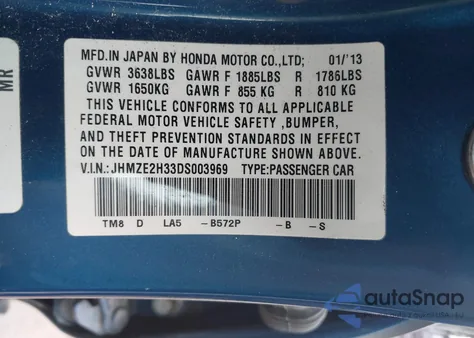 MR
MFD.IN JAPAN BY HONDA MOTOR CO.,LTD; 01/'13
GVWR 3638LBS GAWR F 1885LBS R 1786LBS
GVWR 1650KG GAWR F 855 KG R 810 KG
THIS VEHICLE CONFORMS TO ALL APPLICABLE
FEDERAL MOTOR VEHICLE SAFETY ,BUMPER,
AND THEFT PREVENTION STANDARDS IN EFFECT
ON THE DATE OF MANUFACTURE SHOWN ABOVE.
V.I.N.:JHMZE2H33DS003969 TYPE:PASSENGER CAR
TM8 D LA5 -B572P -B -S
autoSnap